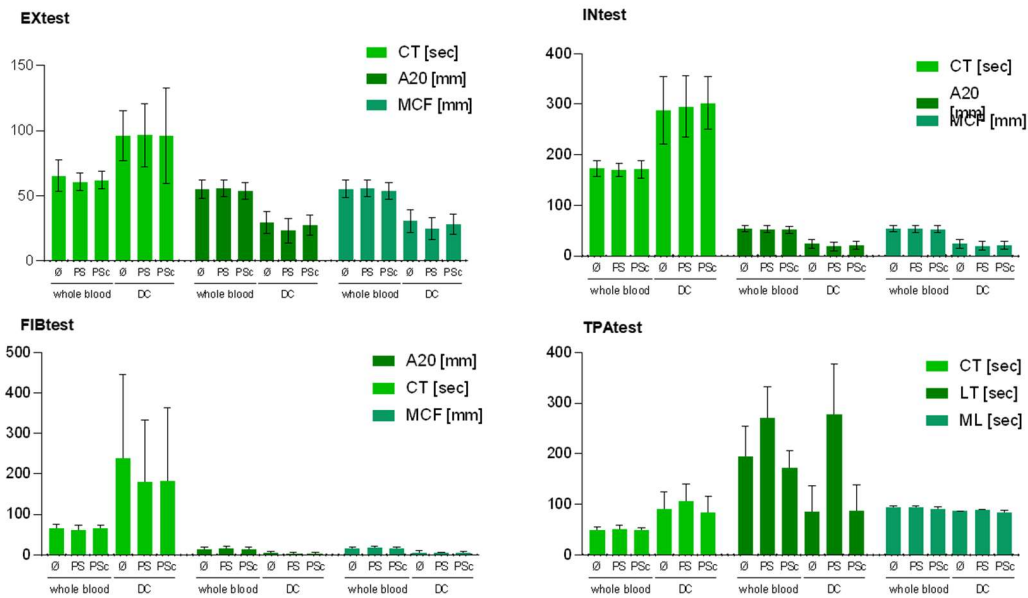 EXtest
CT [sec]
A20 [mm]
MCF [mm]
150
100
50
0
Ø PS PSc Ø PS PSc Ø PS PSc Ø PS PSc Ø PS PSc Ø PS PSc
whole blood DC whole blood DC whole blood DC
INtest
CT [sec]
A20
[mm]
MCF [mm]
400
300
200
100
0
Ø PS PSc Ø PS PSc Ø PS PSc Ø PS PSc Ø PS PSc Ø PS PSc
whole blood DC whole blood DC whole blood DC
FIBtest
A20 [mm]
CT [sec]
MCF [mm]
500
400
300
200
100
0
Ø PS PSc Ø PS PSc Ø PS PSc Ø PS PSc Ø PS PSc Ø PS PSc
whole blood DC whole blood DC whole blood DC
TPAtest
CT [sec]
LT [sec]
ML [sec]
400
300
200
100
0
Ø PS PSc Ø PS PSc Ø PS PSc Ø PS PSc Ø PS PSc Ø PS PSc
whole blood DC whole blood DC whole blood DC